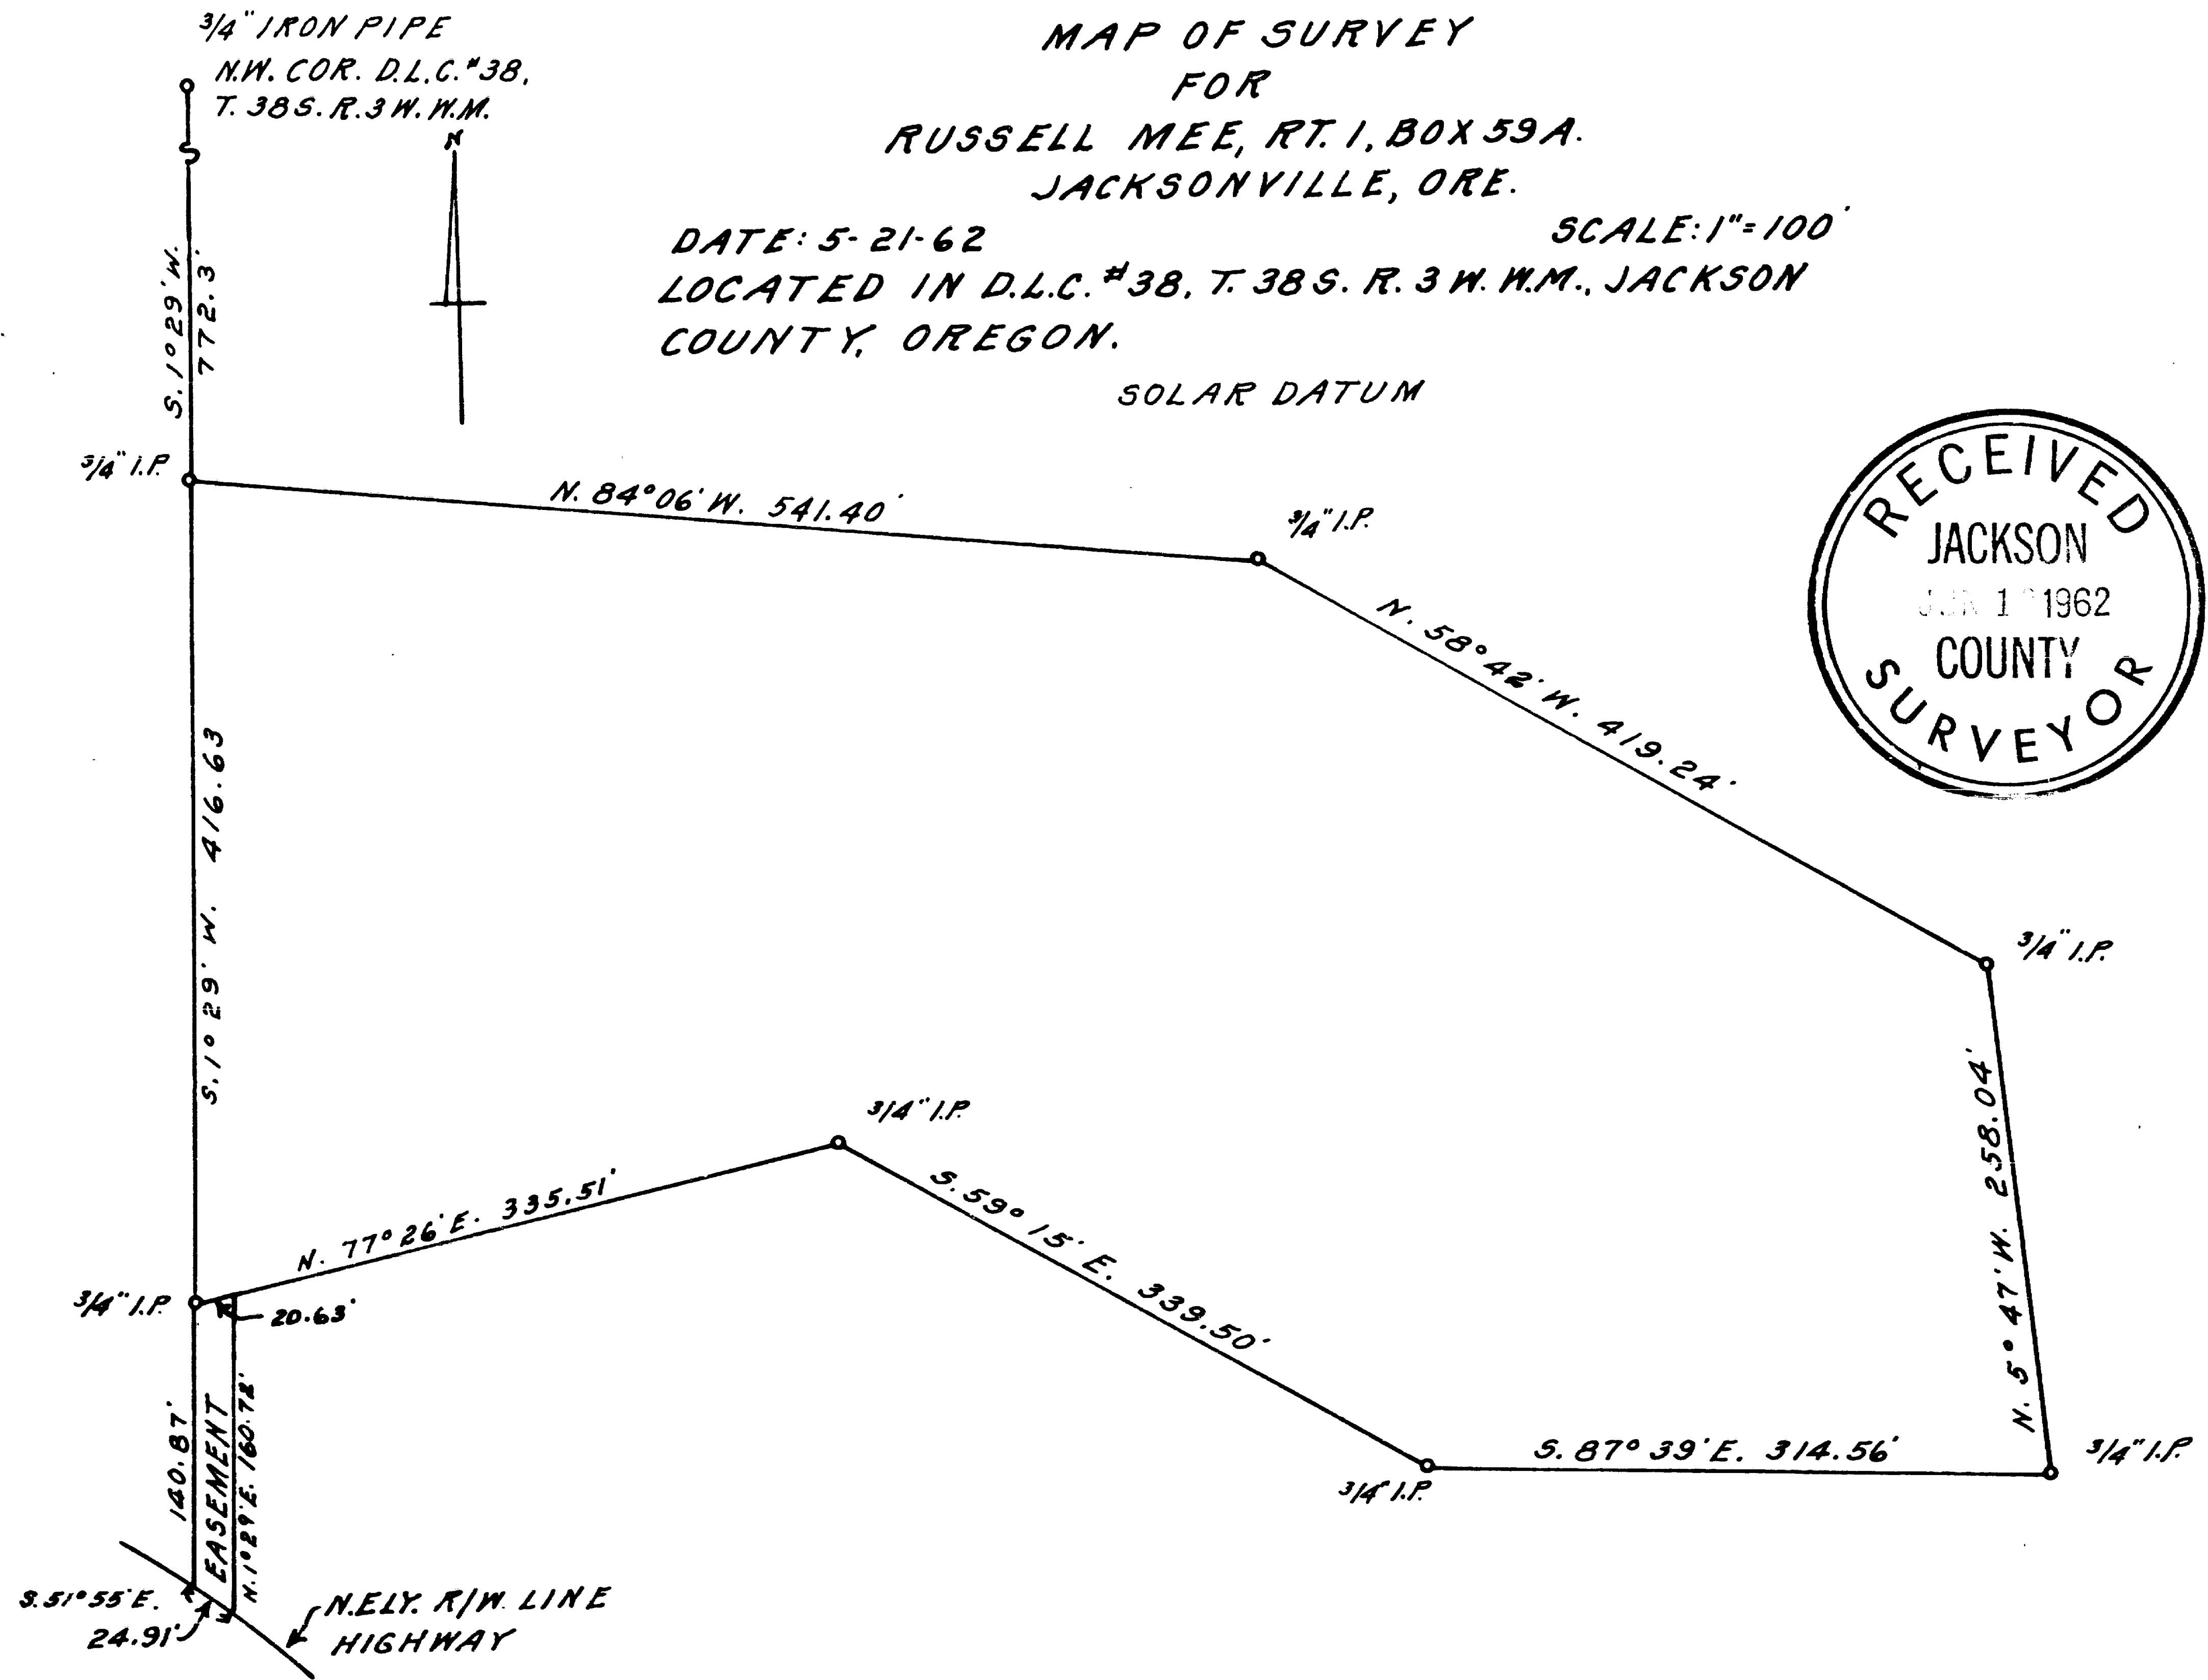 3/4" IRON PIPE
N.W. COR. D.L.C. #38,
T. 38 S. R. 3 W. W.M.
N
MAP OF SURVEY
FOR
RUSSELL MEE, RT. 1, BOX 59A.
JACKSONVILLE, ORE.
DATE: 5-21-62
SCALE: 1"=100'
LOCATED IN D.L.C. #38, T. 38 S. R. 3 W. W.M., JACKSON
COUNTY, OREGON.
SOLAR DATUM
S. 1° 29' W.
772.3'
3/4" I.P.
N. 84° 06' W. 541.40'
3/4" I.P.
RECEIVED
JACKSON
1962
COUNTY
SURVEYOR
N. 58° 42' W. 419.24'
3/4" I.P.
S. 1° 29' W. 416.63
N. 5° 47' W. 258.04'
3/4" I.P.
N. 77° 26' E. 335.51'
S. 59° 15' E. 339.50'
3/4" I.P.
20.63'
S. 87° 39' E. 314.56'
3/4" I.P.
3/4" I.P.
140.87'
EASEMENT
N. 1° 29' E. 160.72'
S. 51° 55' E.
24.91'
N.ELY. R/W. LINE
HIGHWAY